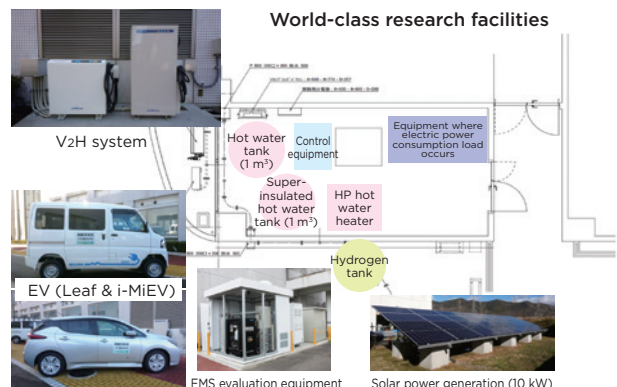 World-class research facilities
V2H system
Hot water
tank
(1 m³)
Control
equipment
Equipment where
electric power
consumption load
occurs
Super-
insulated
hot water
tank (1 m³)
HP hot
water
heater
Hydrogen
tank
EV (Leaf & i-MiEV)
EMS evaluation equipment
Solar power generation (10 kW)